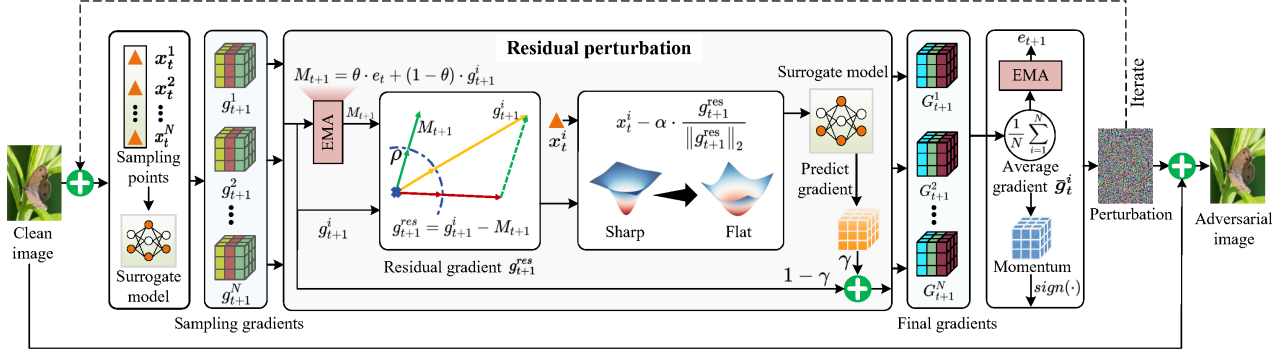 Clean
image
x_t^1
x_t^2
x_t^N
Sampling
points
Surrogate
model
g_{t+1}^1
g_{t+1}^2
g_{t+1}^N
Sampling gradients
Residual perturbation
M_{t+1} = θ · e_t + (1 − θ) · g_{t+1}^i
EMA
M_{t+1}
g_{t+1}^i
g_{t+1}^i
M_{t+1}
ρ
g_{t+1}^{res} = g_{t+1}^i − M_{t+1}
Residual gradient g_{t+1}^{res}
x_t^i
x_t^i − α · g_{t+1}^{res} / ||g_{t+1}^{res}||_2
Sharp
Flat
Surrogate model
Predict
gradient
γ
1 − γ
G_{t+1}^1
G_{t+1}^2
G_{t+1}^N
Final gradients
e_{t+1}
EMA
1/N ∑_{i=1}^N
Average
gradient ḡ_t^i
Momentum
sign(·)
Iterate
Perturbation
Adversarial
image